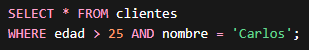 SELECT * FROM clientes
WHERE edad > 25 AND nombre = 'Carlos';